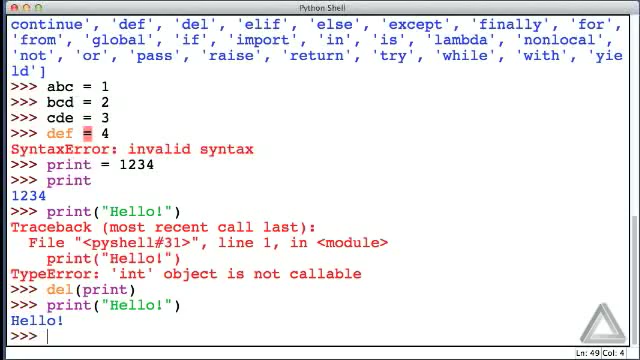 Python Shell
continue', 'def', 'del', 'elif', 'else', 'except', 'finally', 'for',
'from', 'global', 'if', 'import', 'in', 'is', 'lambda', 'nonlocal',
'not', 'or', 'pass', 'raise', 'return', 'try', 'while', 'with', 'yie
ld']
>>> abc = 1
>>> bcd = 2
>>> cde = 3
>>> def = 4
SyntaxError: invalid syntax
>>> print = 1234
>>> print
1234
>>> print("Hello!")
Traceback (most recent call last):
  File "<pyshell#31>", line 1, in <module>
    print("Hello!)
TypeError: 'int' object is not callable
>>> del(print)
>>> print("Hello!")
Hello!
>>>
Ln: 49 Col: 4